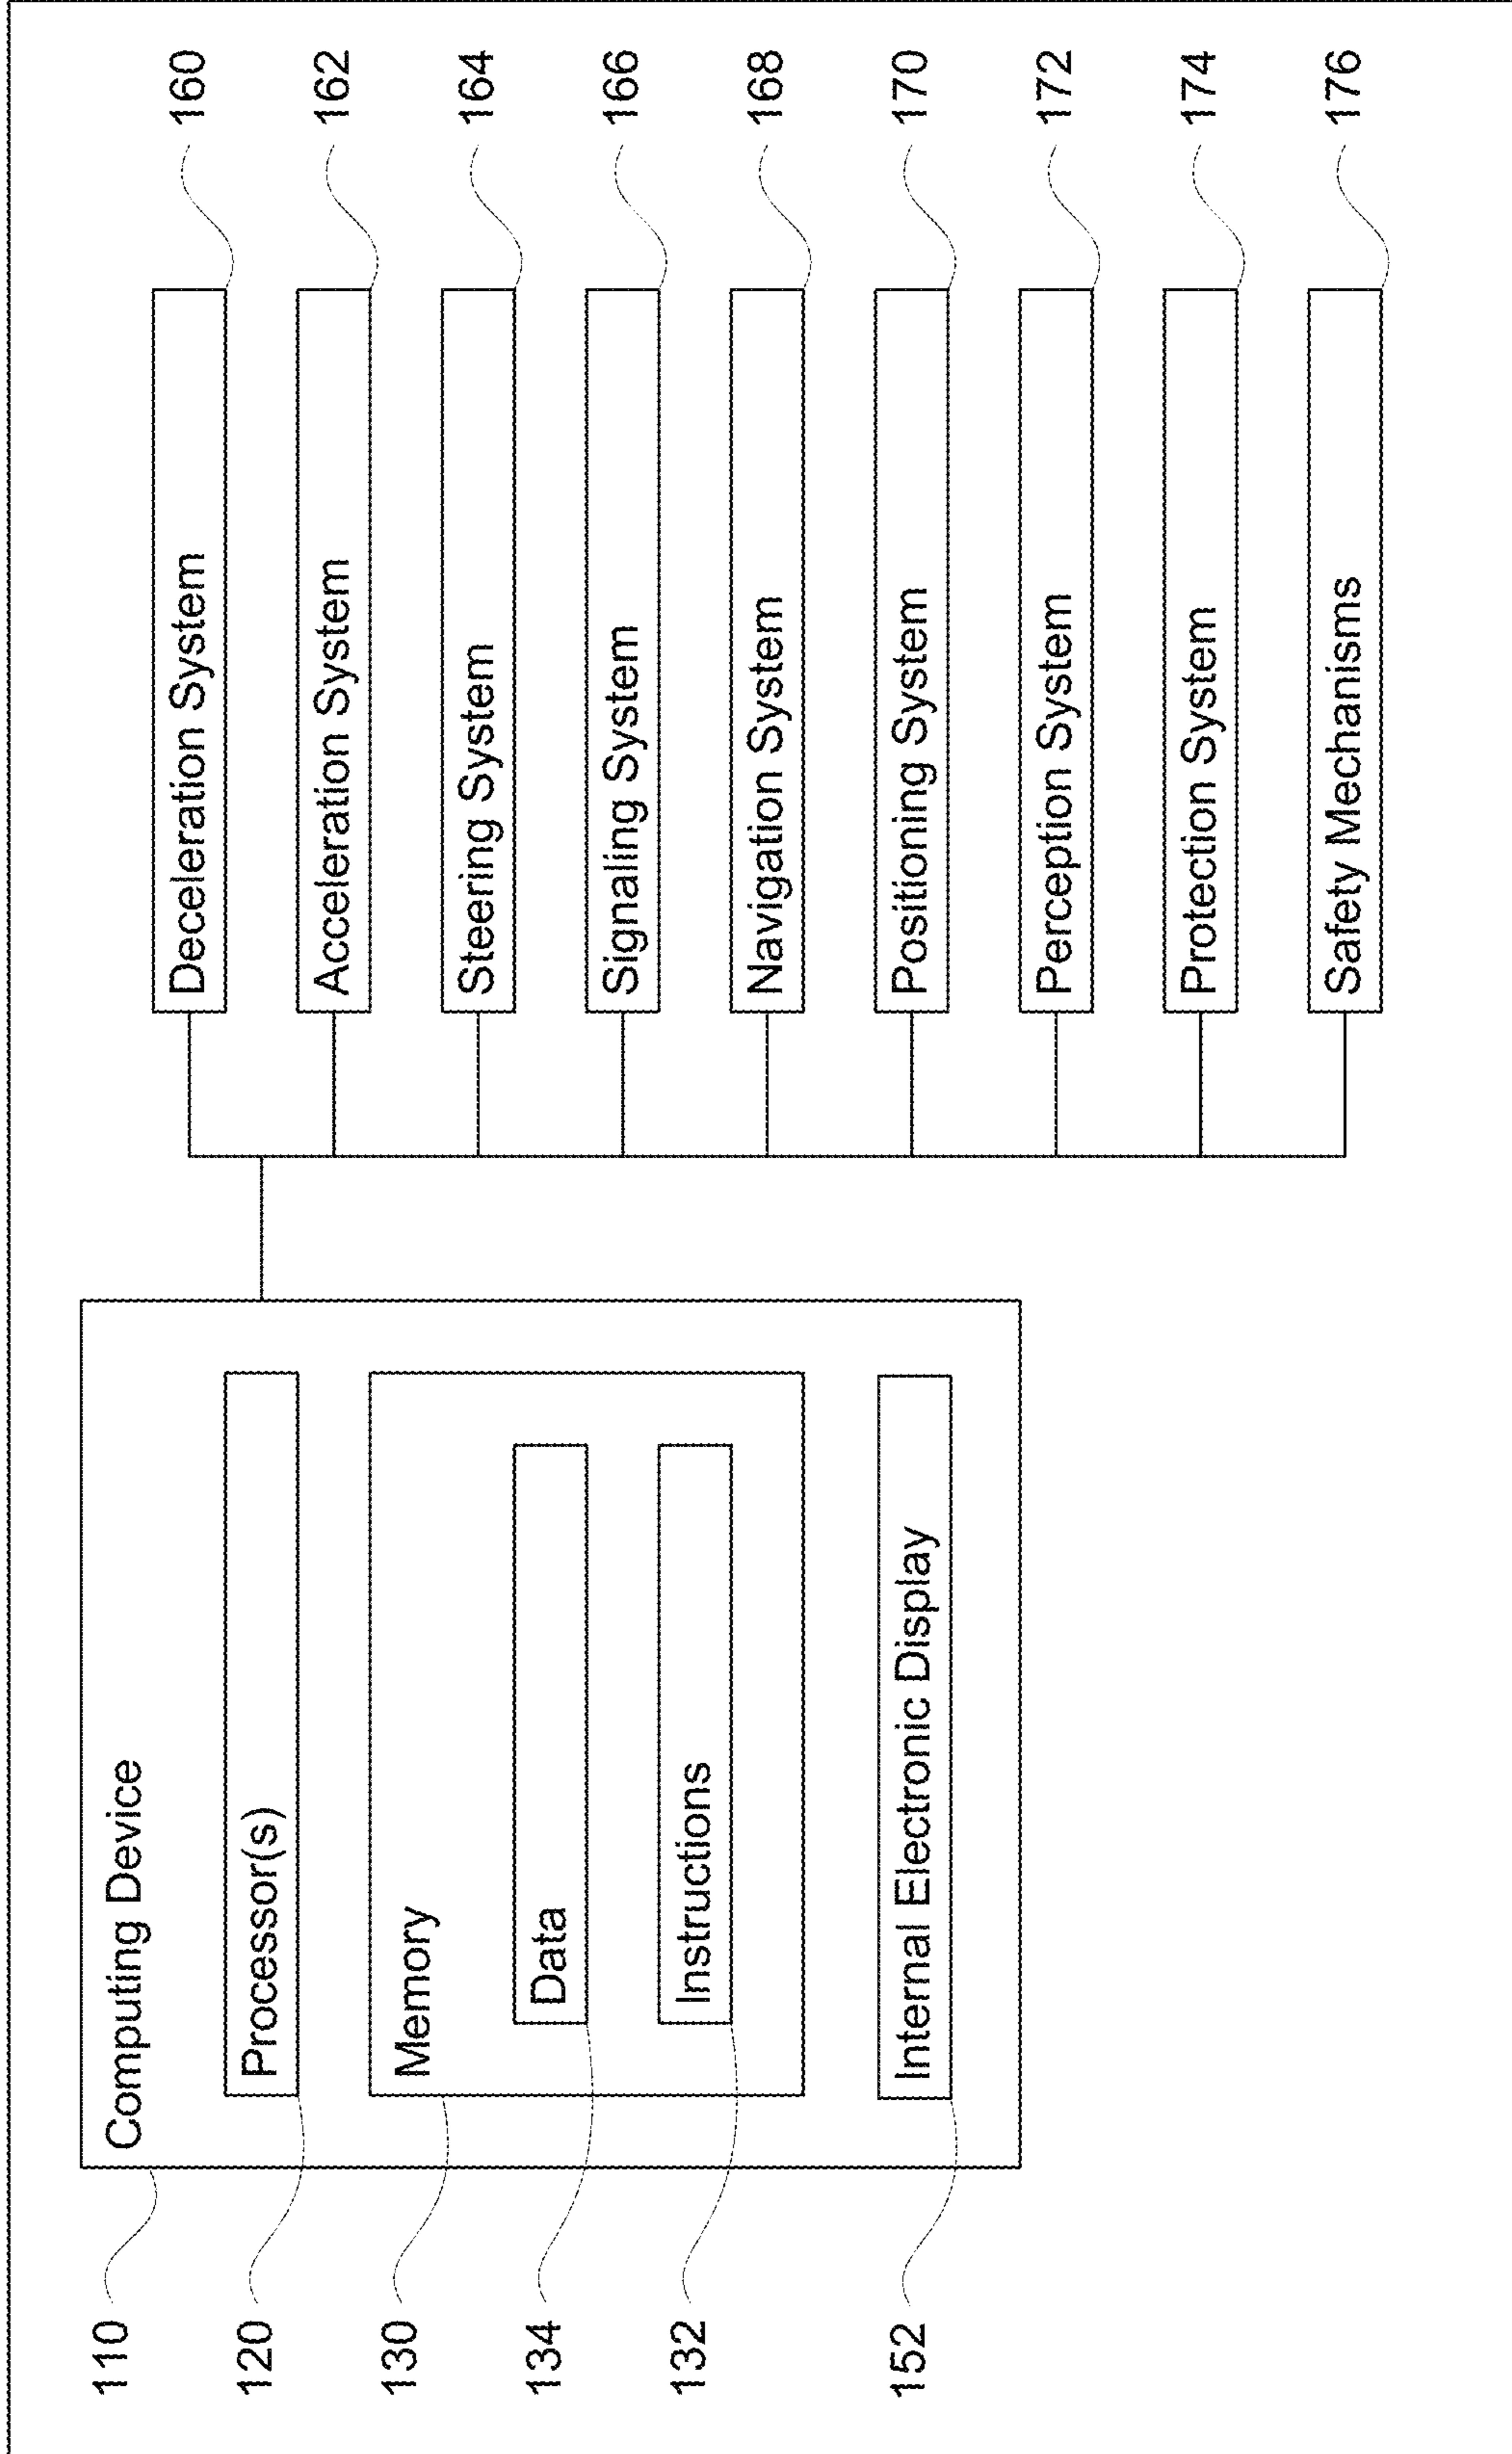 110
Computing Device
120
Processor(s)
130
Memory
134
Data
132
Instructions
152
Internal Electronic Display
Deceleration System
160
Acceleration System
162
Steering System
164
Signaling System
166
Navigation System
168
Positioning System
170
Perception System
172
Protection System
174
Safety Mechanisms
176